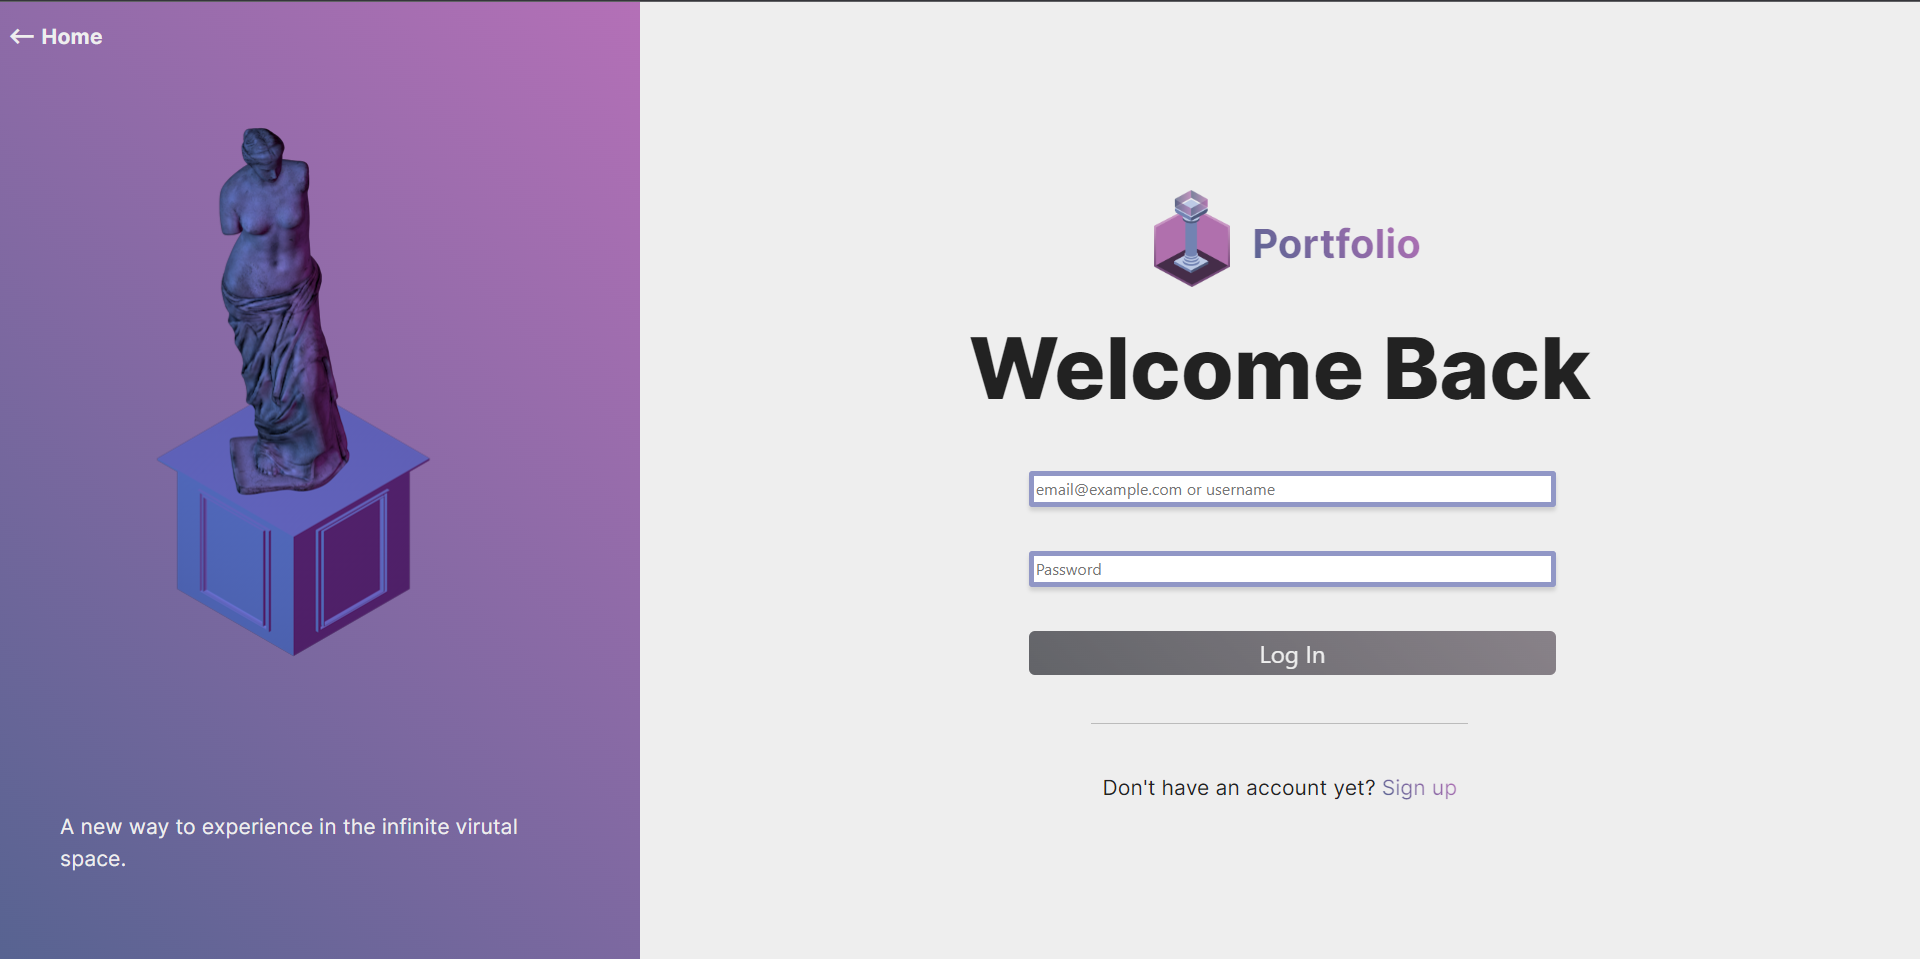 ← Home
Portfolio
Welcome Back
email@example.com or username
Password
Log In
Don't have an account yet? Sign up
A new way to experience in the infinite virutal
space.